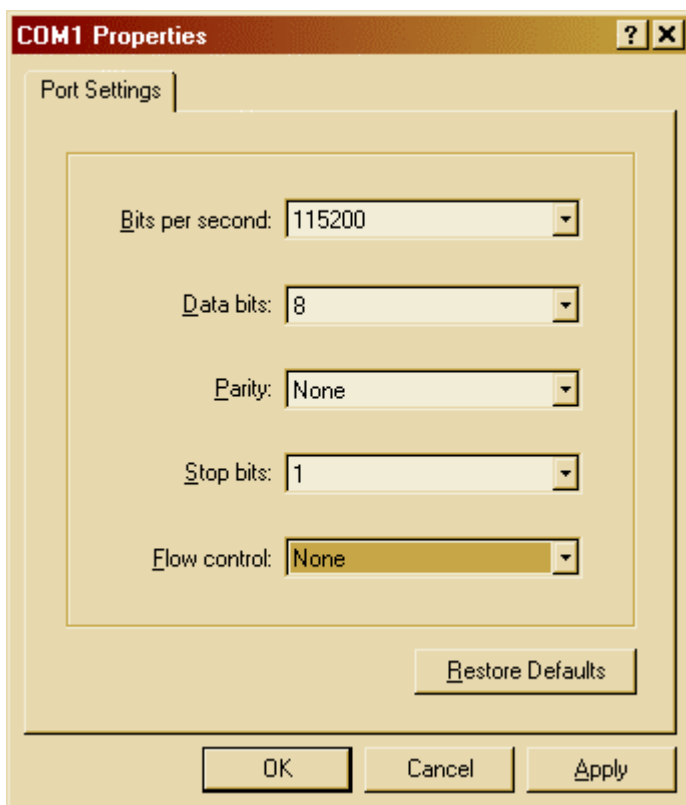 COM1 Properties
Port Settings
Bits per second: 115200
Data bits: 8
Parity: None
Stop bits: 1
Flow control: None
Restore Defaults
OK Cancel Apply